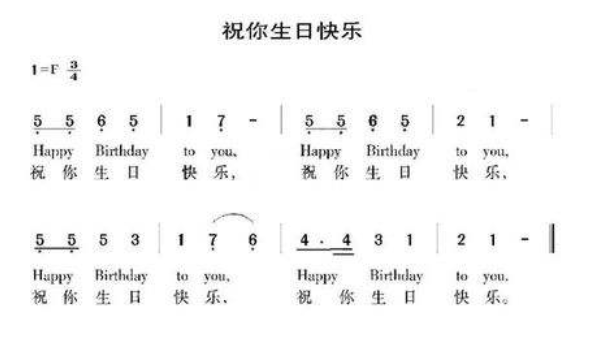 祝你生日快乐
1=F 3/4
5 5 6 5 | 1 7 - | 5 5 6 5 | 2 1 - |
Happy Birthday to you, Happy Birthday to you,
祝 你 生 日 快 乐， 祝 你 生 日 快 乐，
5 5 5 3 | 1 7 6 | 4 . 4 3 1 | 2 1 - ‖
Happy Birthday to you, Happy Birthday to you.
祝 你 生 日 快 乐， 祝 你 生 日 快 乐。